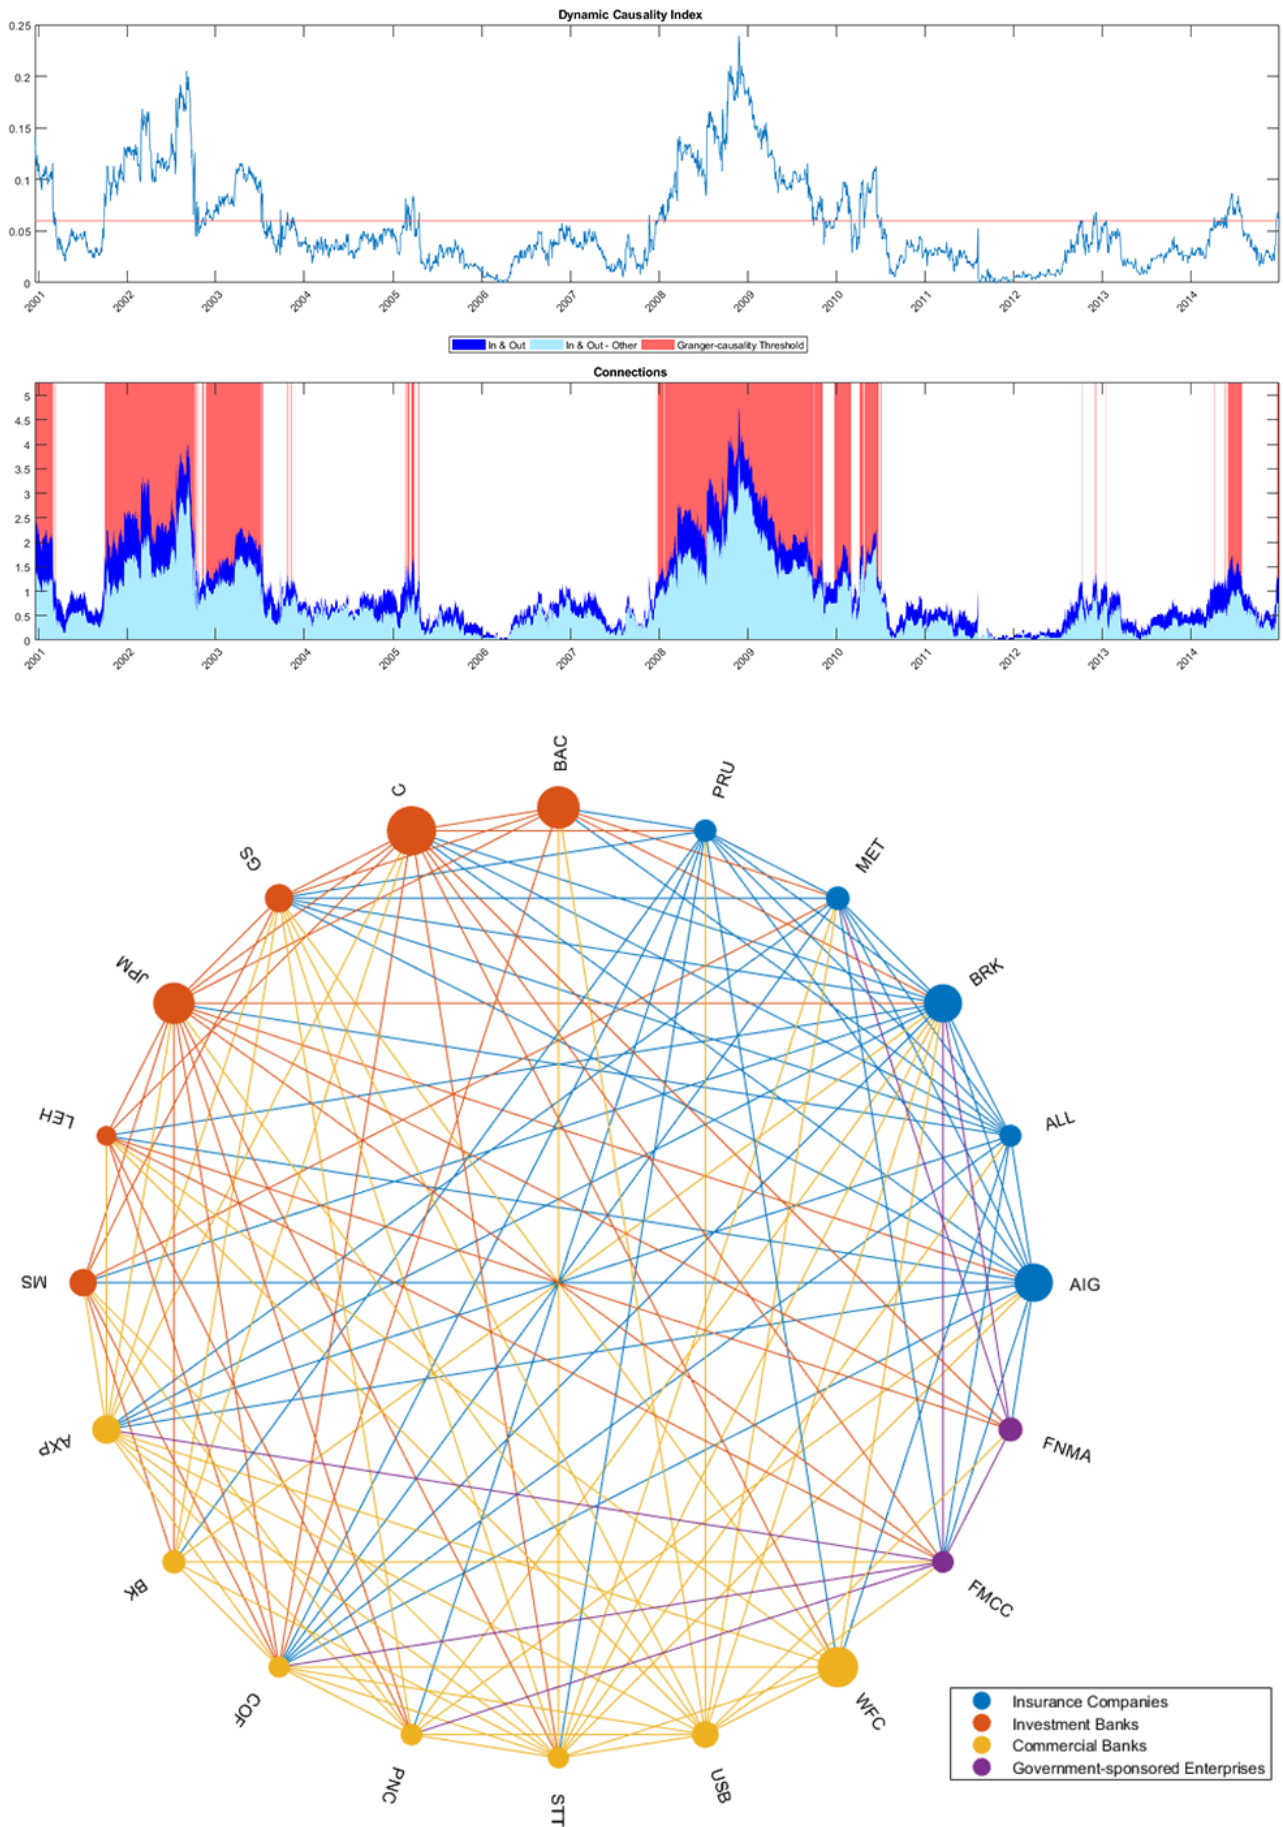 Dynamic Causality Index
0.25
0.2
0.15
0.1
0.05
0
2001 2002 2003 2004 2005 2006 2007 2008 2009 2010 2011 2012 2013 2014
In & Out In & Out - Other Granger-causality Threshold
Connections
5
4.5
4
3.5
3
2.5
2
1.5
1
0.5
0
2001 2002 2003 2004 2005 2006 2007 2008 2009 2010 2011 2012 2013 2014
BAC
PRU
C
MET
GS
BRK
JPM
ALL
LEH
AIG
MS
FNMA
AXP
FMCC
BK
WFC
COF
USB
PNC
STT
Insurance Companies
Investment Banks
Commercial Banks
Government-sponsored Enterprises